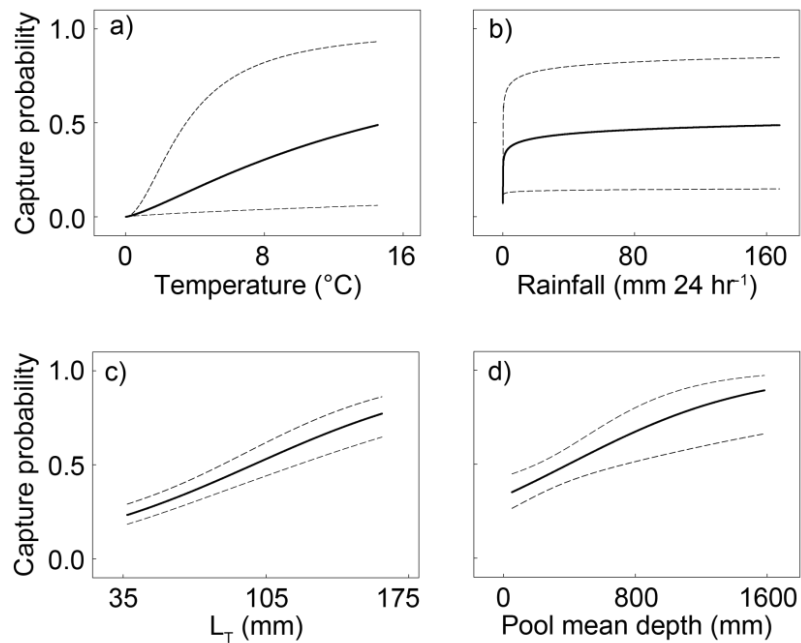 a)
b)
Capture probability
1.0
0.5
0.0
0
8
16
0
80
160
Temperature (°C)
Rainfall (mm 24 hr⁻¹)
c)
d)
Capture probability
1.0
0.5
0.0
35
105
175
0
800
1600
L_T (mm)
Pool mean depth (mm)